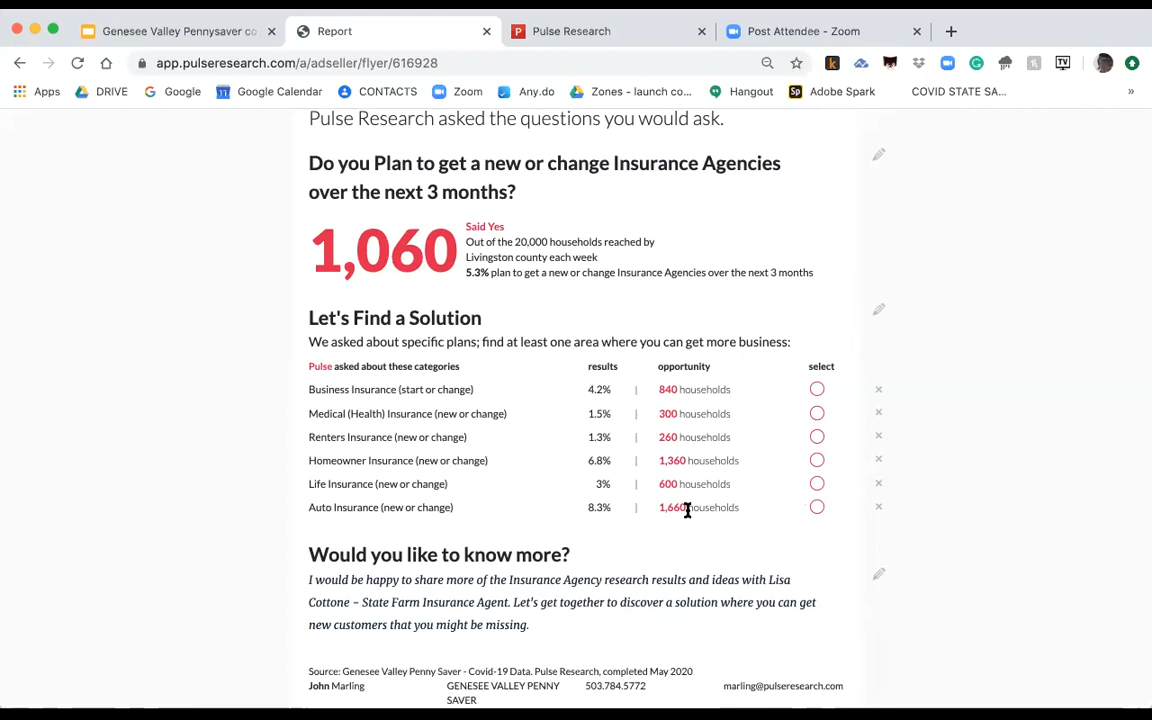 Genesee Valley Pennysaver co
Report
Pulse Research
Post Attendee - Zoom
app.pulseresearch.com/a/adseller/flyer/616928
Apps
DRIVE
Google
Google Calendar
CONTACTS
Zoom
Any.do
Zones - launch co...
Hangout
Sp Adobe Spark
COVID STATE SA...
»
Pulse Research asked the questions you would ask.
Do you Plan to get a new or change Insurance Agencies
over the next 3 months?
1,060
Said Yes
Out of the 20,000 households reached by
Livingston county each week
5.3% plan to get a new or change Insurance Agencies over the next 3 months
Let's Find a Solution
We asked about specific plans; find at least one area where you can get more business:
Pulse asked about these categories results opportunity select
Business Insurance (start or change) 4.2% | 840 households
Medical (Health) Insurance (new or change) 1.5% | 300 households
Renters Insurance (new or change) 1.3% | 260 households
Homeowner Insurance (new or change) 6.8% | 1,360 households
Life Insurance (new or change) 3% | 600 households
Auto Insurance (new or change) 8.3% | 1,660 households
Would you like to know more?
I would be happy to share more of the Insurance Agency research results and ideas with Lisa
Cottone - State Farm Insurance Agent. Let's get together to discover a solution where you can get
new customers that you might be missing.
Source: Genesee Valley Penny Saver - Covid-19 Data. Pulse Research, completed May 2020
John Marling GENESEE VALLEY PENNY 503.784.5772 marling@pulseresearch.com
SAVER